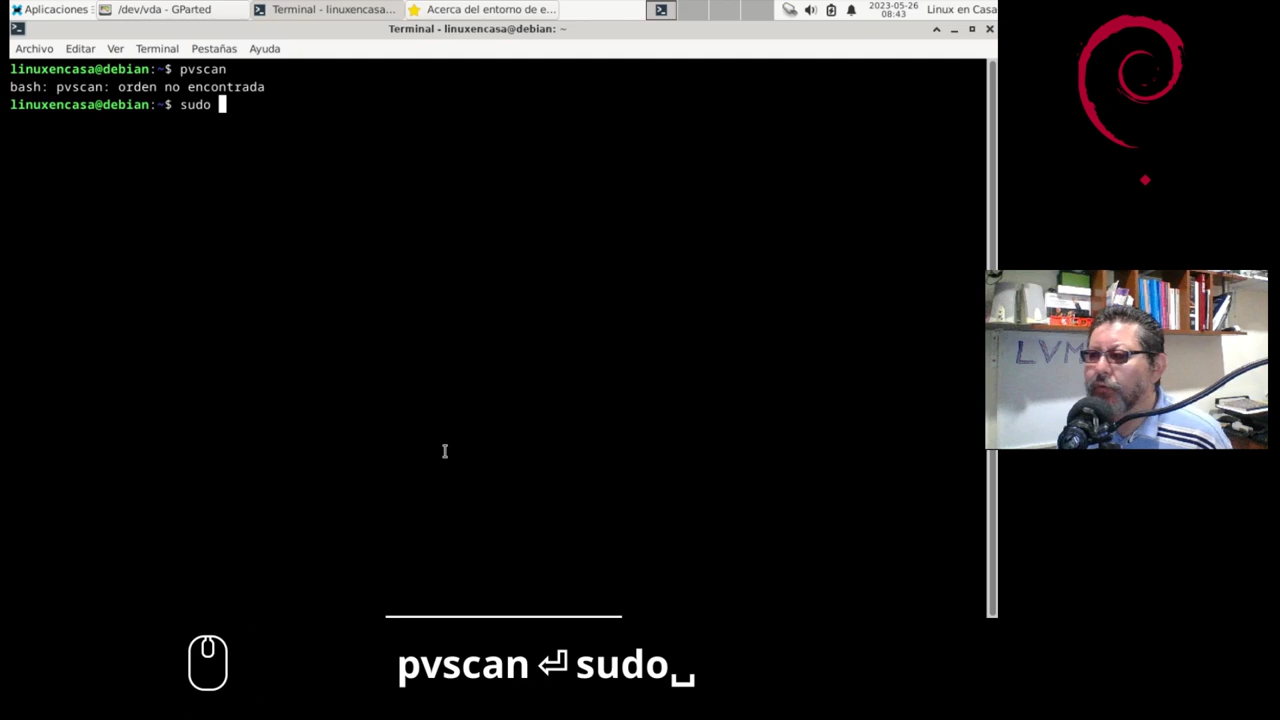 Aplicaciones
/dev/vda - GParted
Terminal - linuxencasa...
Acerca del entorno de e...
2023-05-26
08:43
Linux en Casa
Terminal - linuxencasa@debian: ~
Archivo Editar Ver Terminal Pestañas Ayuda
linuxencasa@debian:~$ pvscan
bash: pvscan: orden no encontrada
linuxencasa@debian:~$ sudo
LVM
pvscan ⏎ sudo␣